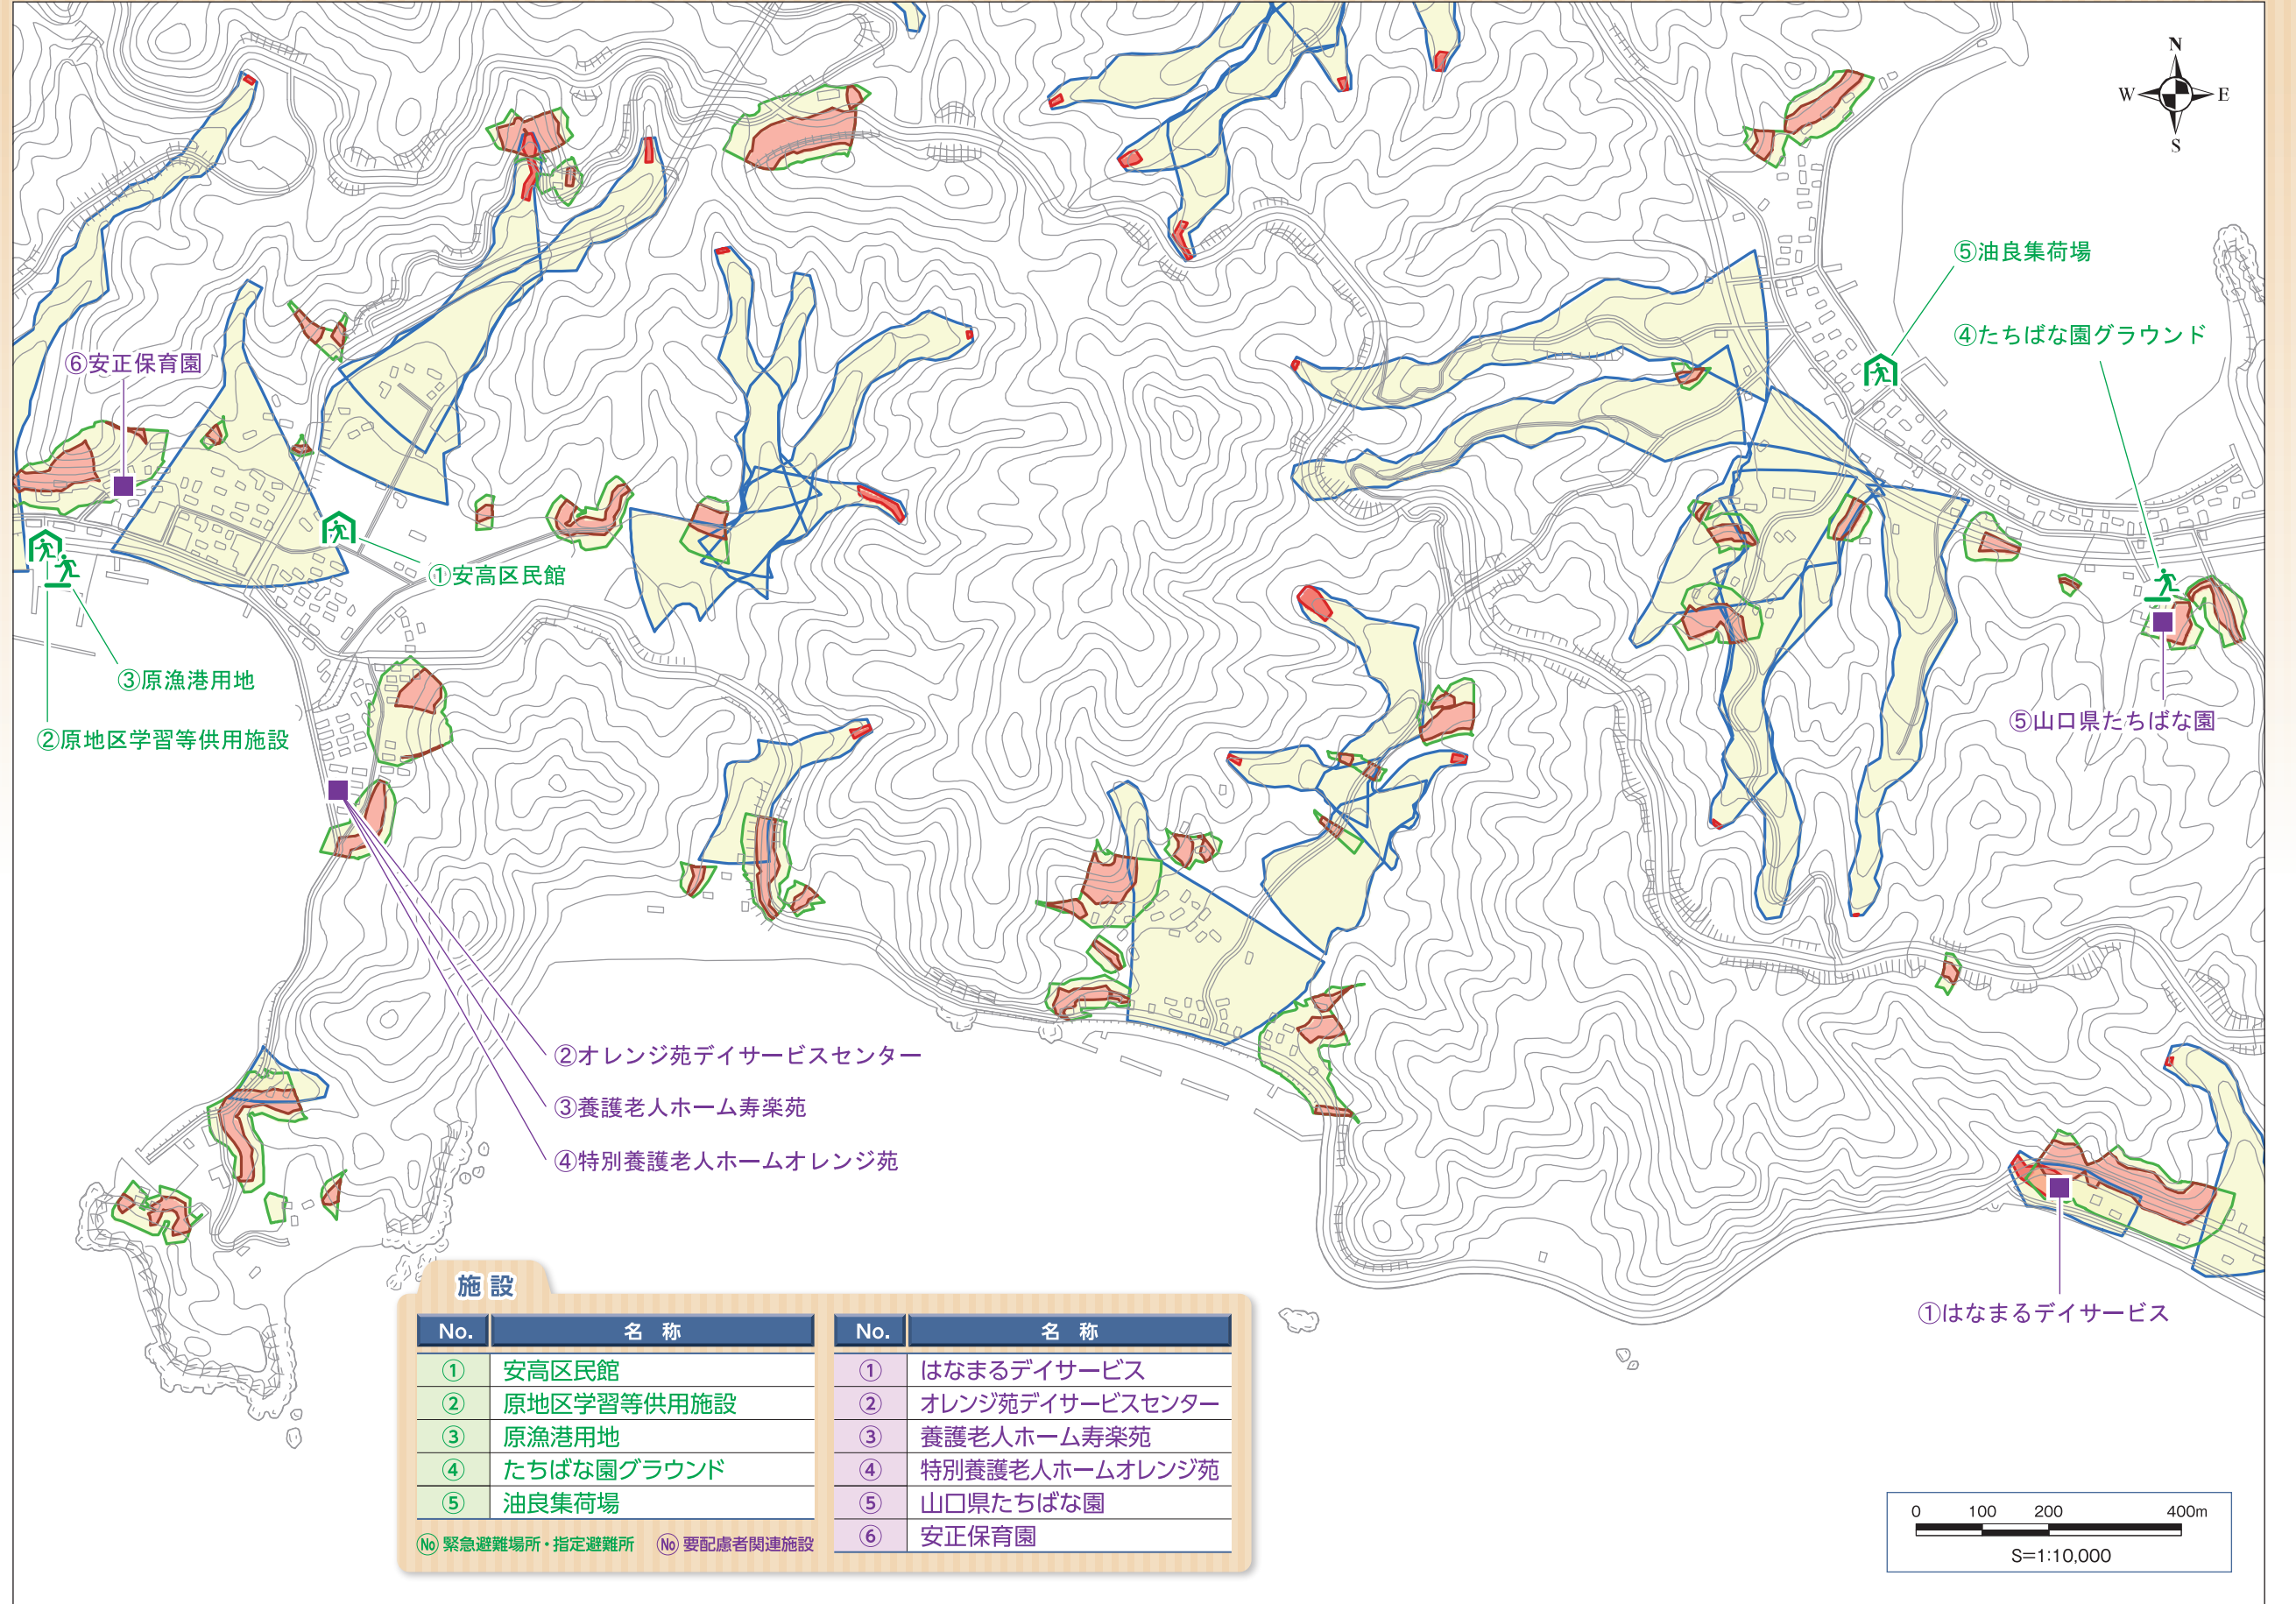 N
W E
S
⑤油良集荷場
④たちばな園グラウンド
⑥安正保育園
①安高区民館
③原漁港用地
②原地区学習等供用施設
⑤山口県たちばな園
②オレンジ苑デイサービスセンター
③養護老人ホーム寿楽苑
④特別養護老人ホームオレンジ苑
①はなまるデイサービス
施設
No. 名称
① 安高区民館
② 原地区学習等供用施設
③ 原漁港用地
④ たちばな園グラウンド
⑤ 油良集荷場
No 緊急避難場所・指定避難所 No 要配慮者関連施設
No. 名称
① はなまるデイサービス
② オレンジ苑デイサービスセンター
③ 養護老人ホーム寿楽苑
④ 特別養護老人ホームオレンジ苑
⑤ 山口県たちばな園
⑥ 安正保育園
0 100 200 400m
S=1:10,000